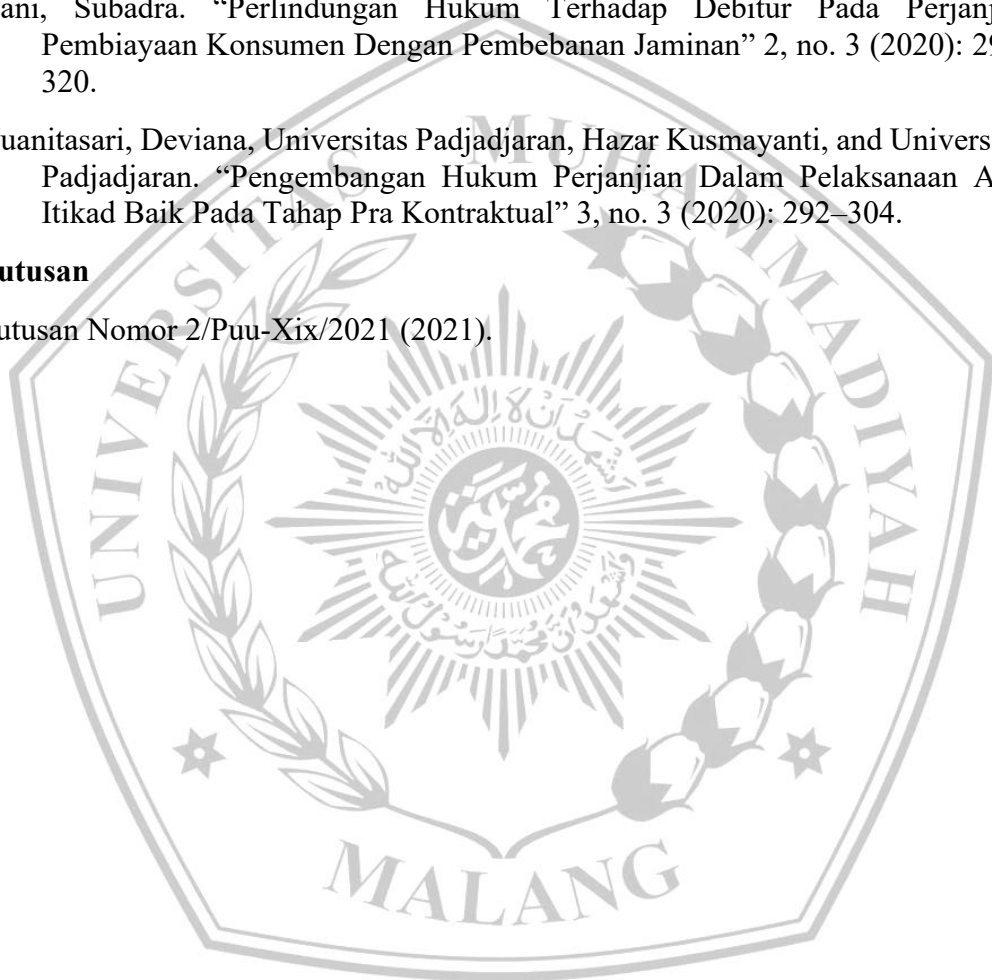 ani, Subadra. “Perlindungan Hukum Terhadap Debitur Pada Perjanj
Pembiayaan Konsumen Dengan Pembebanan Jaminan” 2, no. 3 (2020): 29
320.
uanitasari, Deviana, Universitas Padjadjaran, Hazar Kusmayanti, and Univers
Padjadjaran. “Pengembangan Hukum Perjanjian Dalam Pelaksanaan A
Itikad Baik Pada Tahap Pra Kontraktual” 3, no. 3 (2020): 292–304.
utusan
utusan Nomor 2/Puu-Xix/2021 (2021).
UNIVERSITAS MUHAMMADIYAH
MALANG